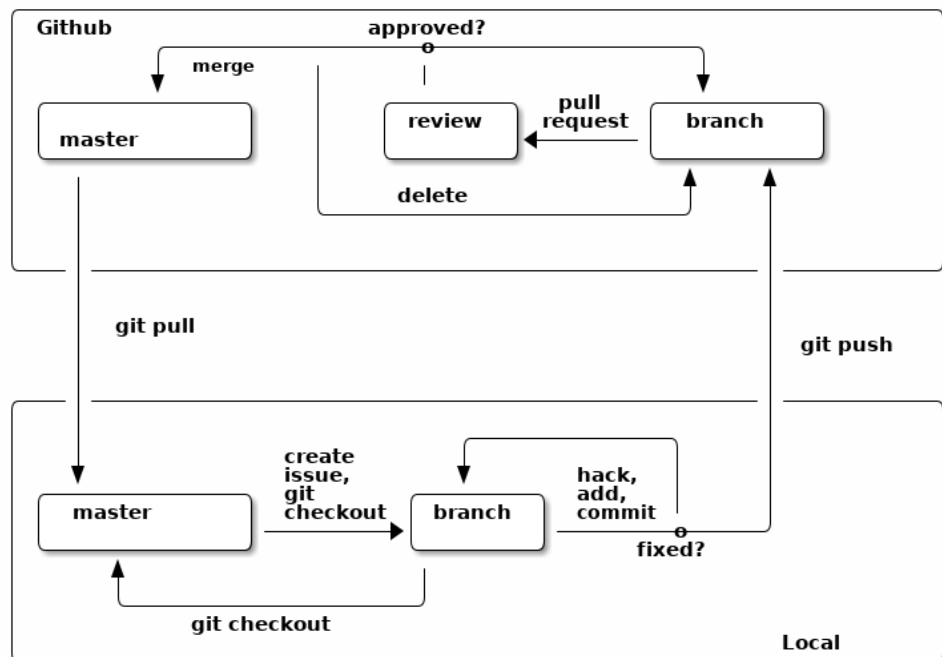 Github
approved?
o
merge
master
review
pull
request
branch
delete
git pull
git push
create
issue,
git
checkout
master
branch
hack,
add,
commit
o
fixed?
git checkout
Local